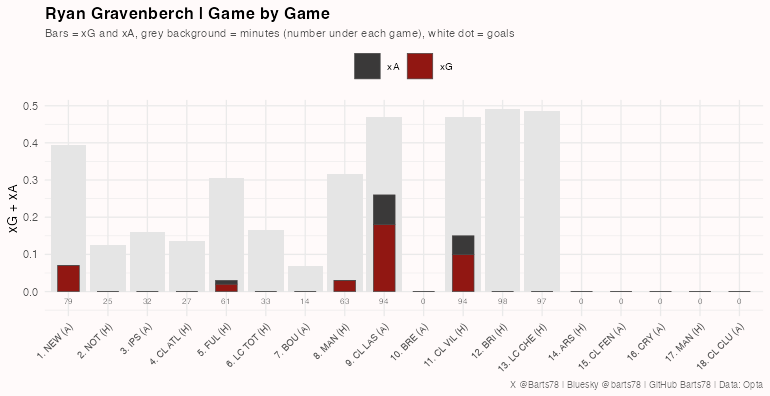 Ryan Gravenberch | Game by Game
Bars = xG and xA, grey background = minutes (number under each game), white dot = goals
xA xG
xG + xA
0.5
0.4
0.3
0.2
0.1
0.0
79 25 32 27 61 33 14 63 94 0 94 98 97 0 0 0 0 0
1. NEW (A)
2. NOT (H)
3. IPS (A)
4. CL ATL (H)
5. FUL (H)
6. LC TOT (H)
7. BOU (A)
8. MAN (H)
9. CL LAS (A)
10. BRE (A)
11. CL VIL (H)
12. BRI (H)
13. LC CHE (H)
14. ARS (H)
15. CL FEN (A)
16. CRY (A)
17. MAN (H)
18. CL CLU (A)
X @Barts78 | Bluesky @barts78 | GitHub Barts78 | Data: Opta